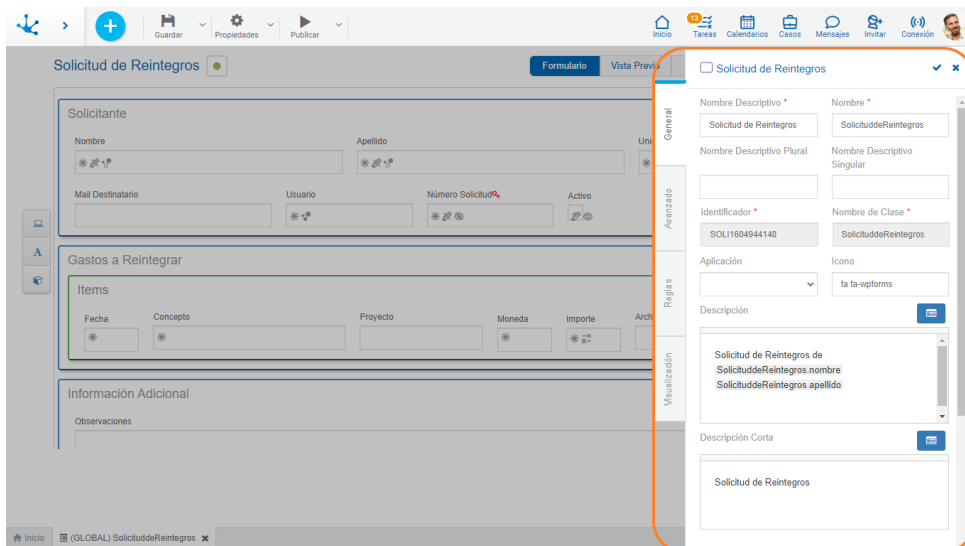 Guardar
Propiedades
Publicar
Inicio
13
Tareas
Calendarios
Casos
Mensajes
Invitar
Conexión
Solicitud de Reintegros
Formulario
Vista Previa
Solicitante
Nombre
Apellido
Uni
Mail Destinatario
Usuario
Número Solicitud
Activo
A
Gastos a Reintegrar
Items
Fecha
Concepto
Proyecto
Moneda
Importe
Arch
Información Adicional
Observaciones
Inicio
(GLOBAL) SolicituddeReintegros
General
Avanzado
Reglas
Visualización
Solicitud de Reintegros
Nombre Descriptivo *
Nombre *
Solicitud de Reintegros
SolicituddeReintegros
Nombre Descriptivo Plural
Nombre Descriptivo
Singular
Identificador *
Nombre de Clase *
SOLI1604944148
SolicituddeReintegros
Aplicación
Icono
fa fa-wpforms
Descripción
Solicitud de Reintegros de
SolicituddeReintegros.nombre
SolicituddeReintegros.apellido
Descripción Corta
Solicitud de Reintegros